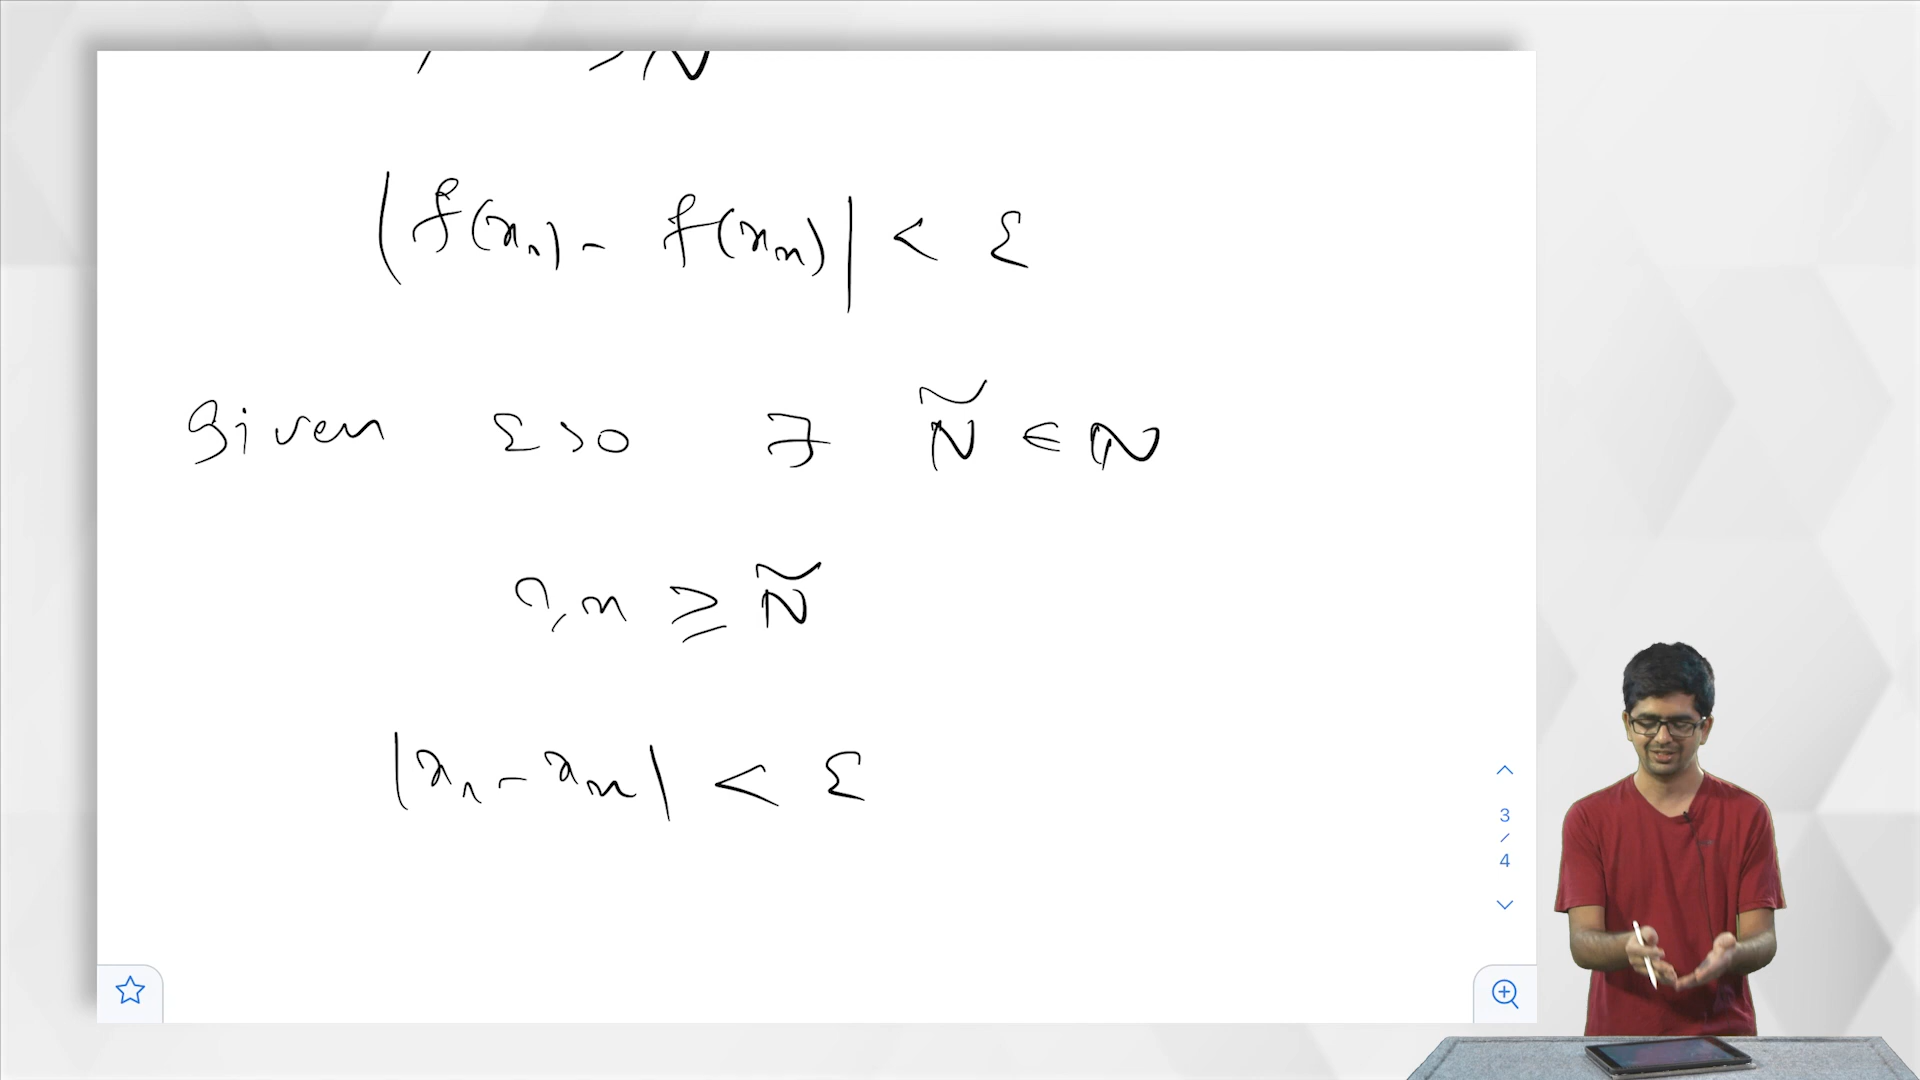 |f(xₙ) - f(xₘ)| < ε
Given ε>0 ∃ Ñ ∈ ℕ
n,m ≥ Ñ
|xₙ - xₘ| < ε
3
/
4